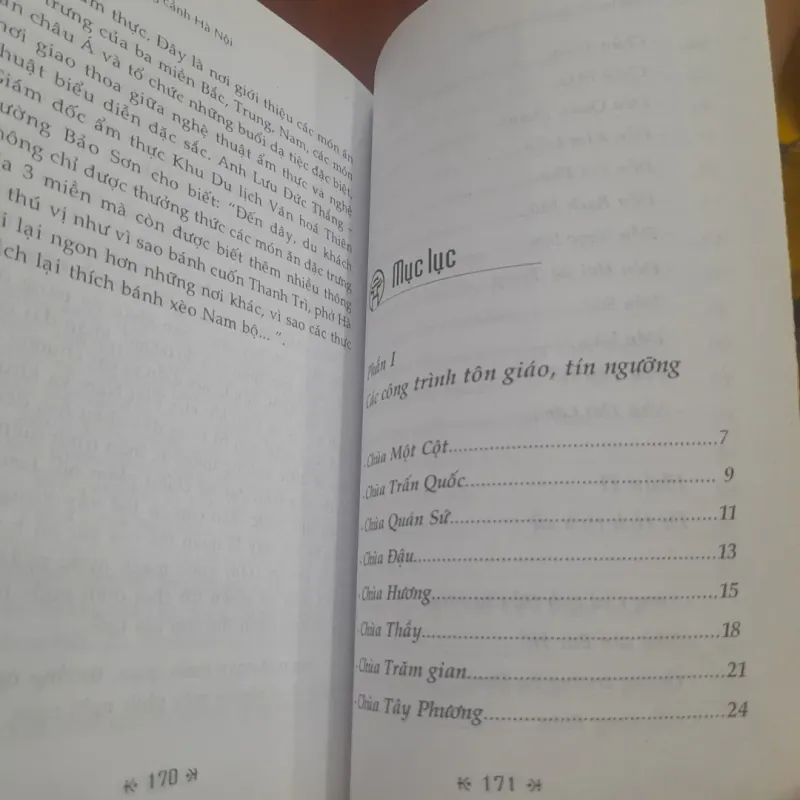 cảnh Hà Nội
ẩm thực. Đây là nơi giới thiệu các món ăn
trưng của ba miền Bắc, Trung, Nam, các món
châu Á và tổ chức những buổi dạ tiệc đặc biệt,
nơi giao thoa giữa nghệ thuật ẩm thực và nghệ
thuật biểu diễn đặc sắc. Anh Lưu Đức Thắng -
Giám đốc ẩm thực Khu Du lịch Văn hoá Thiên
đường Bảo Sơn cho biết: "Đến đây, du khách
không chỉ được thưởng thức các món ăn đặc trưng
3 miền mà còn được biết thêm nhiều thông
thú vị như vì sao bánh cuốn Thanh Trì, phở Hà
lại ngon hơn những nơi khác, vì sao các thực
lại thích bánh xèo Nam bộ... ".
170
Mục lục
Phần I
Các công trình tôn giáo, tín ngưỡng
- Chùa Một Cột 7
- Chùa Trấn Quốc 9
- Chùa Quán Sứ 11
- Chùa Đậu 13
- Chùa Hương 15
- Chùa Thầy 18
- Chùa Trăm gian 21
- Chùa Tây Phương 24
171